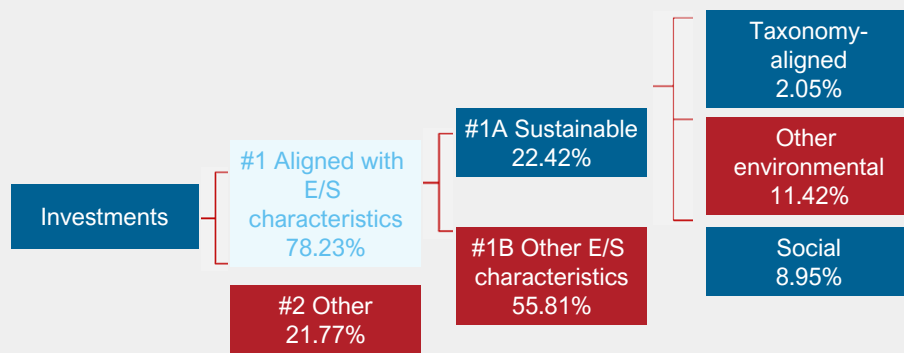 Investments
#1 Aligned with
E/S
characteristics
78.23%
#2 Other
21.77%
#1A Sustainable
22.42%
#1B Other E/S
characteristics
55.81%
Taxonomy-
aligned
2.05%
Other
environmental
11.42%
Social
8.95%